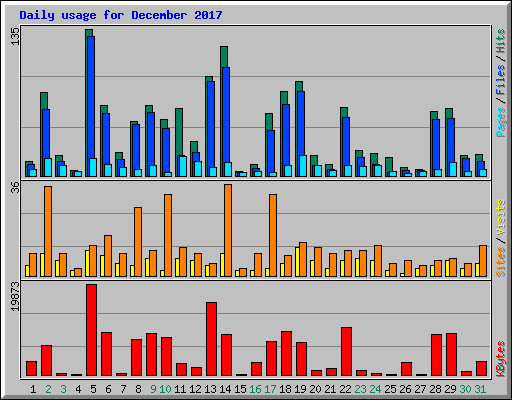 Daily usage for December 2017
135
Pages / Files / Hits
36
Sites / Visits
19873
KBytes
1 2 3 4 5 6 7 8 9 10 11 12 13 14 15 16 17 18 19 20 21 22 23 24 25 26 27 28 29 30 31